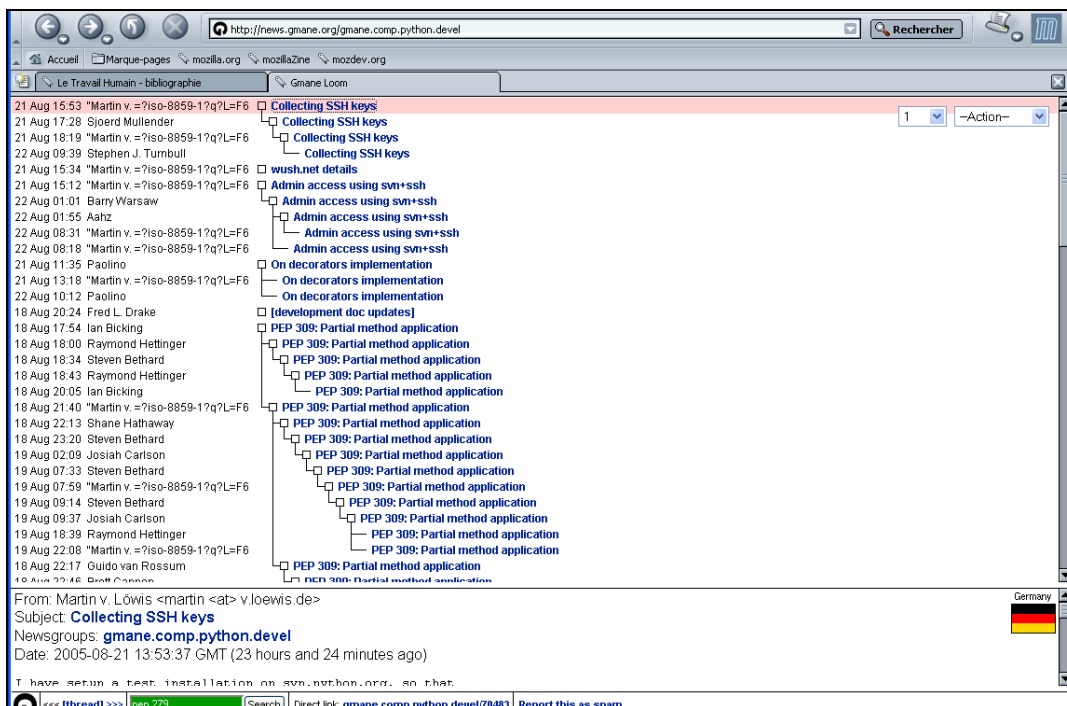 http://news.gmane.org/gmane.comp.python.devel
Rechercher
Accueil Marque-pages mozilla.org mozillaZine mozdev.org
Le Travail Humain - bibliographie Gmane Loom
21 Aug 15:53 "Martin v. =?iso-8859-1?q?L=F6 Collecting SSH keys
1 --Action--
21 Aug 17:28 Sjoerd Mullender Collecting SSH keys
21 Aug 18:19 "Martin v. =?iso-8859-1?q?L=F6 Collecting SSH keys
22 Aug 09:39 Stephen J. Turnbull Collecting SSH keys
21 Aug 15:34 "Martin v. =?iso-8859-1?q?L=F6 wush.net details
21 Aug 15:12 "Martin v. =?iso-8859-1?q?L=F6 Admin access using svn+ssh
22 Aug 01:01 Barry Warsaw Admin access using svn+ssh
22 Aug 01:55 Aahz Admin access using svn+ssh
22 Aug 08:31 "Martin v. =?iso-8859-1?q?L=F6 Admin access using svn+ssh
22 Aug 08:18 "Martin v. =?iso-8859-1?q?L=F6 Admin access using svn+ssh
21 Aug 11:35 Paolino On decorators implementation
21 Aug 13:18 "Martin v. =?iso-8859-1?q?L=F6 On decorators implementation
22 Aug 10:12 Paolino On decorators implementation
18 Aug 20:24 Fred L. Drake [development doc updates]
18 Aug 17:54 Ian Bicking PEP 309: Partial method application
18 Aug 18:00 Raymond Hettinger PEP 309: Partial method application
18 Aug 18:34 Steven Bethard PEP 309: Partial method application
18 Aug 18:43 Raymond Hettinger PEP 309: Partial method application
18 Aug 20:05 Ian Bicking PEP 309: Partial method application
18 Aug 21:40 "Martin v. =?iso-8859-1?q?L=F6 PEP 309: Partial method application
18 Aug 22:13 Shane Hathaway PEP 309: Partial method application
18 Aug 23:20 Steven Bethard PEP 309: Partial method application
19 Aug 02:09 Josiah Carlson PEP 309: Partial method application
19 Aug 07:33 Steven Bethard PEP 309: Partial method application
19 Aug 07:59 "Martin v. =?iso-8859-1?q?L=F6 PEP 309: Partial method application
19 Aug 09:14 Steven Bethard PEP 309: Partial method application
19 Aug 09:37 Josiah Carlson PEP 309: Partial method application
19 Aug 18:39 Raymond Hettinger PEP 309: Partial method application
19 Aug 22:08 "Martin v. =?iso-8859-1?q?L=F6 PEP 309: Partial method application
18 Aug 22:17 Guido van Rossum PEP 309: Partial method application
18 Aug 22:46 Brett Cannon PEP 309: Partial method application
From: Martin v. Löwis <martin <at> v.loewis.de>
Germany
Subject: Collecting SSH keys
Newsgroups: gmane.comp.python.devel
Date: 2005-08-21 13:53:37 GMT (23 hours and 24 minutes ago)
I have setup a test installation on svn.python.org, so that
<<< [thread] >>> pep 279 Search Direct link: gmane.comp.python.devel/70483 Report this as spam